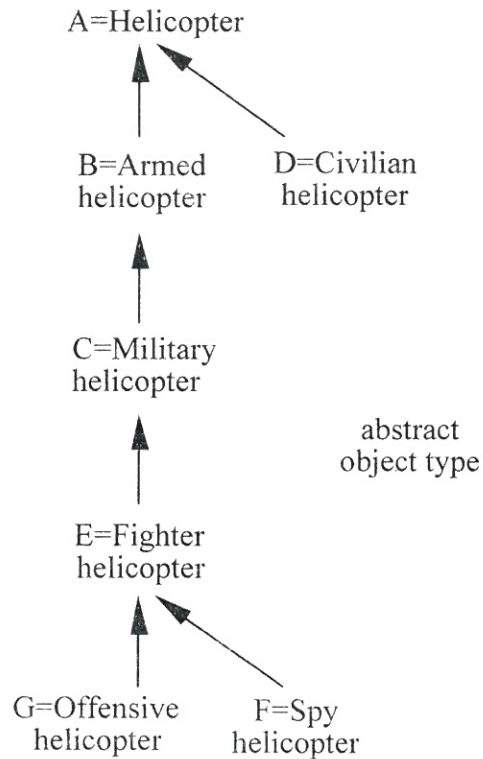 A=Helicopter
B=Armed
helicopter
D=Civilian
helicopter
C=Military
helicopter
abstract
object type
E=Fighter
helicopter
G=Offensive
helicopter
F=Spy
helicopter